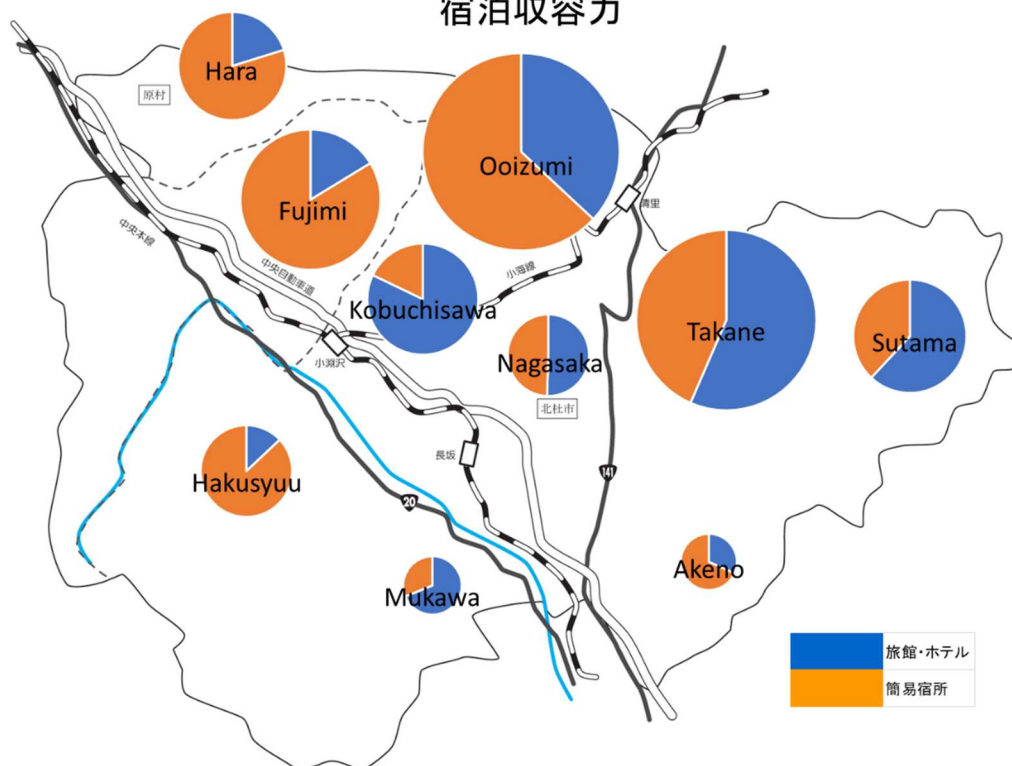 宿泊収容力
Hara
原村
Ooizumi
Fujimi
清里
中央本線
中央自動車道
小海線
Kobuchisawa
Takane
Sutama
小淵沢
Nagasaka
北杜市
長坂
141
Hakusyuu
20
Akeno
Mukawa
旅館・ホテル
簡易宿所